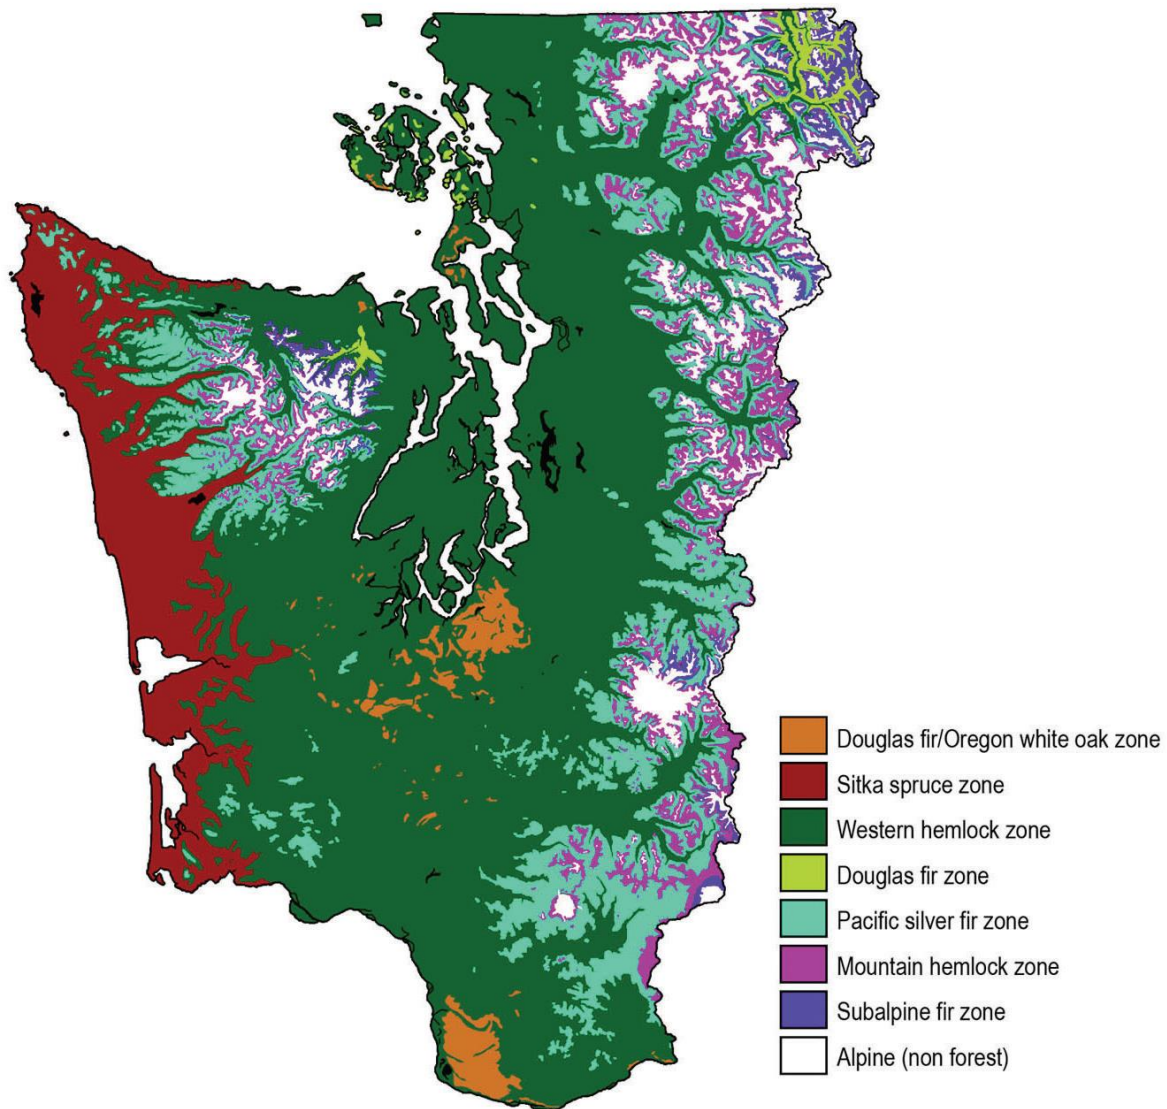 Douglas fir/Oregon white oak zone
Sitka spruce zone
Western hemlock zone
Douglas fir zone
Pacific silver fir zone
Mountain hemlock zone
Subalpine fir zone
Alpine (non forest)